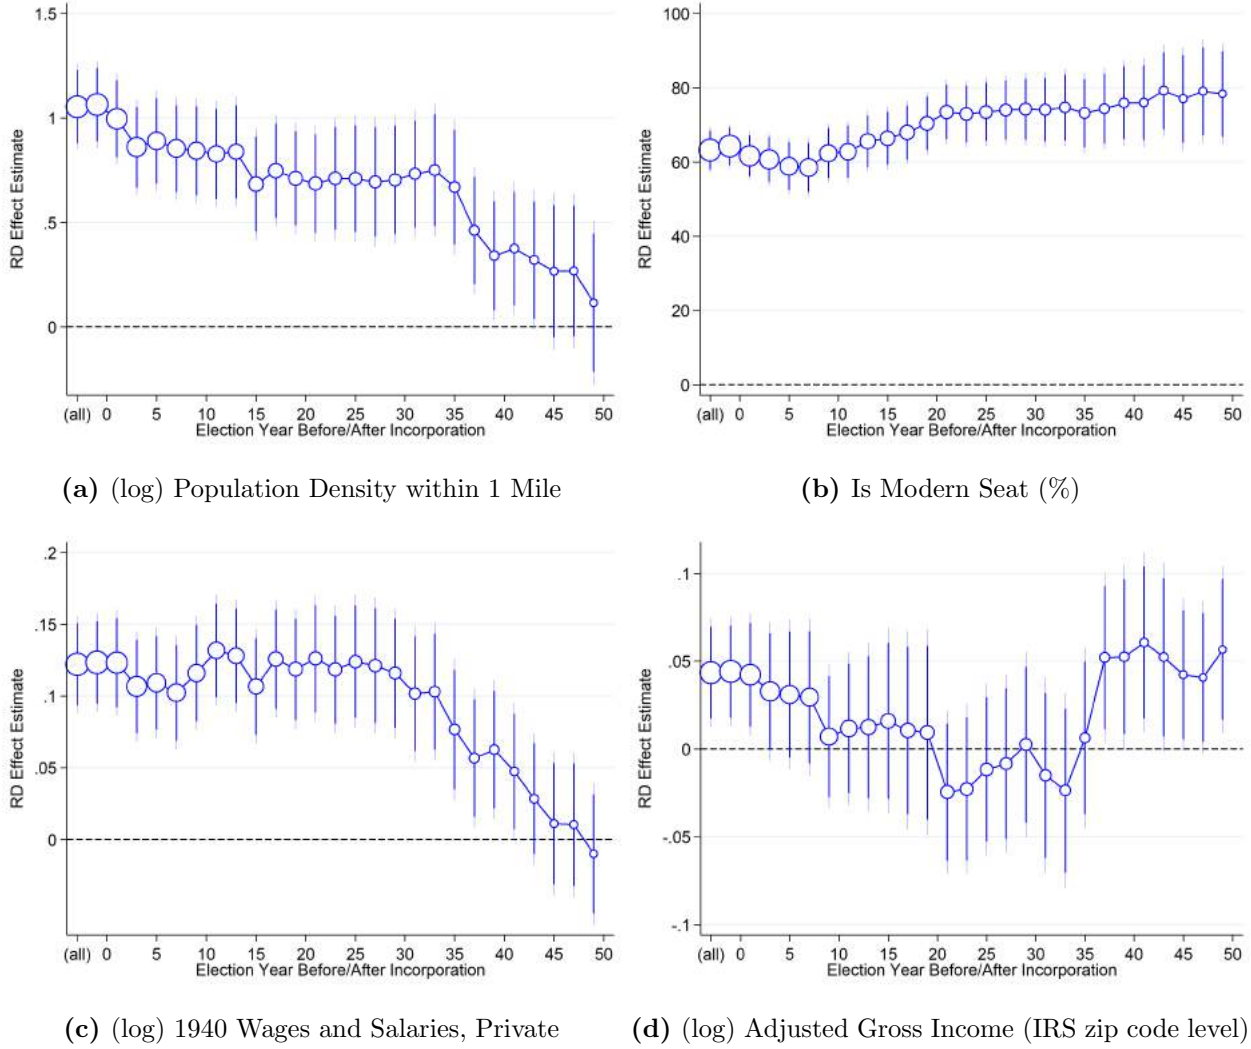 1.5
1
.5
0
RD Effect Estimate
(all) 0 5 10 15 20 25 30 35 40 45 50
Election Year Before/After Incorporation
(a) (log) Population Density within 1 Mile
100
80
60
40
20
0
RD Effect Estimate
(all) 0 5 10 15 20 25 30 35 40 45 50
Election Year Before/After Incorporation
(b) Is Modern Seat (%)
.2
.15
.1
.05
0
RD Effect Estimate
(all) 0 5 10 15 20 25 30 35 40 45 50
Election Year Before/After Incorporation
(c) (log) 1940 Wages and Salaries, Private
.1
.05
0
-.05
-.1
RD Effect Estimate
(all) 0 5 10 15 20 25 30 35 40 45 50
Election Year Before/After Incorporation
(d) (log) Adjusted Gross Income (IRS zip code level)